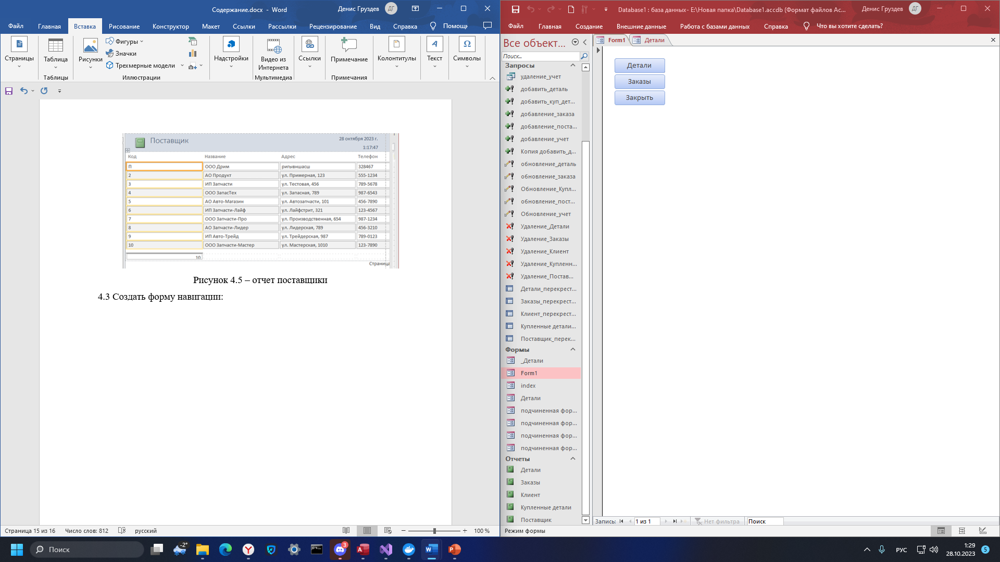 Содержание.docx - Word
Денис Груздев
ДГ
Файл Главная Вставка Рисование Конструктор Макет Ссылки Рассылки Рецензирование Вид Справка
Страницы
Таблица
Таблицы
Рисунки
Фигуры
Значки
Трехмерные модели
Иллюстрации
Надстройки
Видео из Интернета
Мультимедиа
Ссылки
Примечание
Примечания
Колонтитулы
Текст
Символы
Поставщик
28 октября 2023 г.
1:17:47
Код Название Адрес Телефон
П ООО Дрим ригывншасш 328467
2 АО Продукт ул. Примерная, 123 555-1234
3 ИП Запчасти ул. Тестовая, 456 789-5678
4 ООО ЗапасТех ул. Запасная, 789 987-6543
5 АО Авто-Магазин ул. Автозапчасти, 101 456-7890
6 ИП Запчасти-Лайф ул. Лайфстрит, 321 123-4567
7 ООО Запчасти-Про ул. Производственная, 654 987-1234
8 АО Запчасти-Лидер ул. Лидерская, 789 456-3210
9 ИП Авто-Трейд ул. Трейдерская, 987 789-0123
10 ООО Запчасти-Мастер ул. Мастерская, 1010 123-7890
10
Страница
Рисунок 4.5 – отчет поставщики
4.3 Создать форму навигации:
Страница 15 из 16 Число слов: 812 русский 100 %
Database1 : база данных- E:\Новая папка\Database1.accdb (Формат файлов Ac...
Денис Груздев
ДГ
Файл Главная Создание Внешние данные Работа с базами данных Справка Что вы хотите сделать?
Все объект...
Поиск...
Запросы
удаление_учет
добавить_деталь
добавить_куп_дет...
добавление_заказа
добавление_поста...
добавление_учет
Копия добавить_д...
обновление_деталь
обновление_заказа
Обновление_Купл...
обновление_пост...
Обновление_учет
Удаление_Детали
Удаление_Заказы
Удаление_Клиент
Удаление_Купленн...
Удаление_Постав...
Детали_перекрест...
Заказы_перекрест...
Клиент_перекрест...
Купленные детали...
Поставщик_перек...
Формы
_Детали
Form1
index
Детали
подчиненная фор...
подчиненная фор...
подчиненная фор...
подчиненная фор...
Отчеты
Детали
Заказы
Клиент
Купленные детали
Поставщик
Form1 Детали
Детали
Заказы
Закрыть
Запись: 1 из 1 Нет фильтра Поиск
Режим формы
Поиск
-2°
3
РУС
1:29
28.10.2023
5